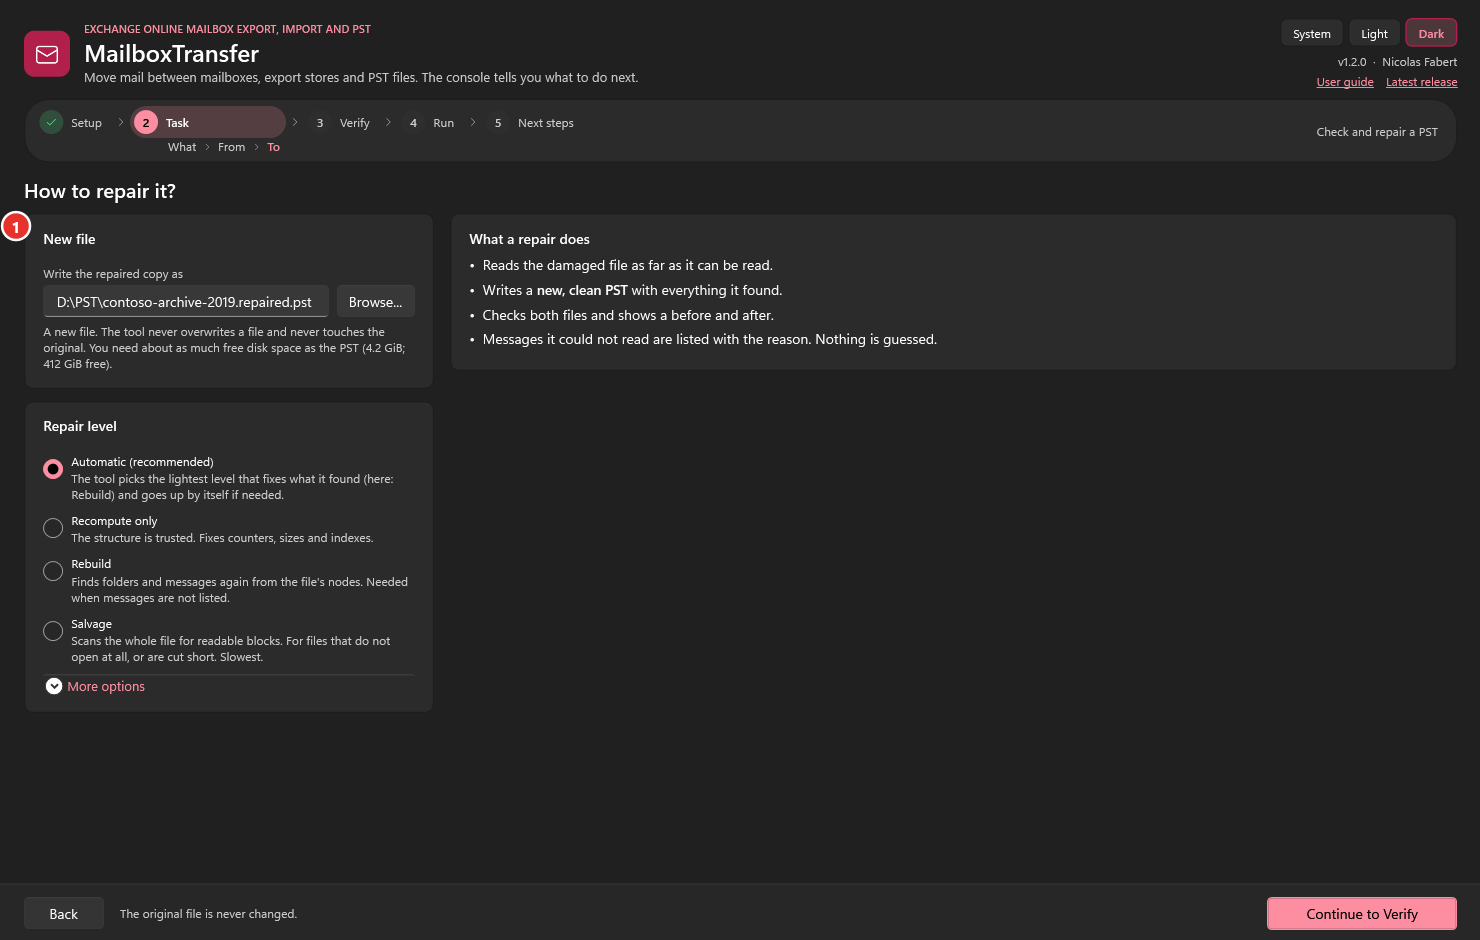 EXCHANGE ONLINE MAILBOX EXPORT, IMPORT AND PST
MailboxTransfer
Move mail between mailboxes, export stores and PST files. The console tells you what to do next.
System
Light
Dark
v1.2.0 · Nicolas Fabert
User guide
Latest release
Setup
2
Task
3
Verify
4
Run
5
Next steps
What
From
To
Check and repair a PST
How to repair it?
1
New file
Write the repaired copy as
D:\PST\contoso-archive-2019.repaired.pst
Browse...
A new file. The tool never overwrites a file and never touches the
original. You need about as much free disk space as the PST (4.2 GiB;
412 GiB free).
What a repair does
• Reads the damaged file as far as it can be read.
• Writes a new, clean PST with everything it found.
• Checks both files and shows a before and after.
• Messages it could not read are listed with the reason. Nothing is guessed.
Repair level
Automatic (recommended)
The tool picks the lightest level that fixes what it found (here:
Rebuild) and goes up by itself if needed.
Recompute only
The structure is trusted. Fixes counters, sizes and indexes.
Rebuild
Finds folders and messages again from the file's nodes. Needed
when messages are not listed.
Salvage
Scans the whole file for readable blocks. For files that do not
open at all, or are cut short. Slowest.
More options
Back
The original file is never changed.
Continue to Verify